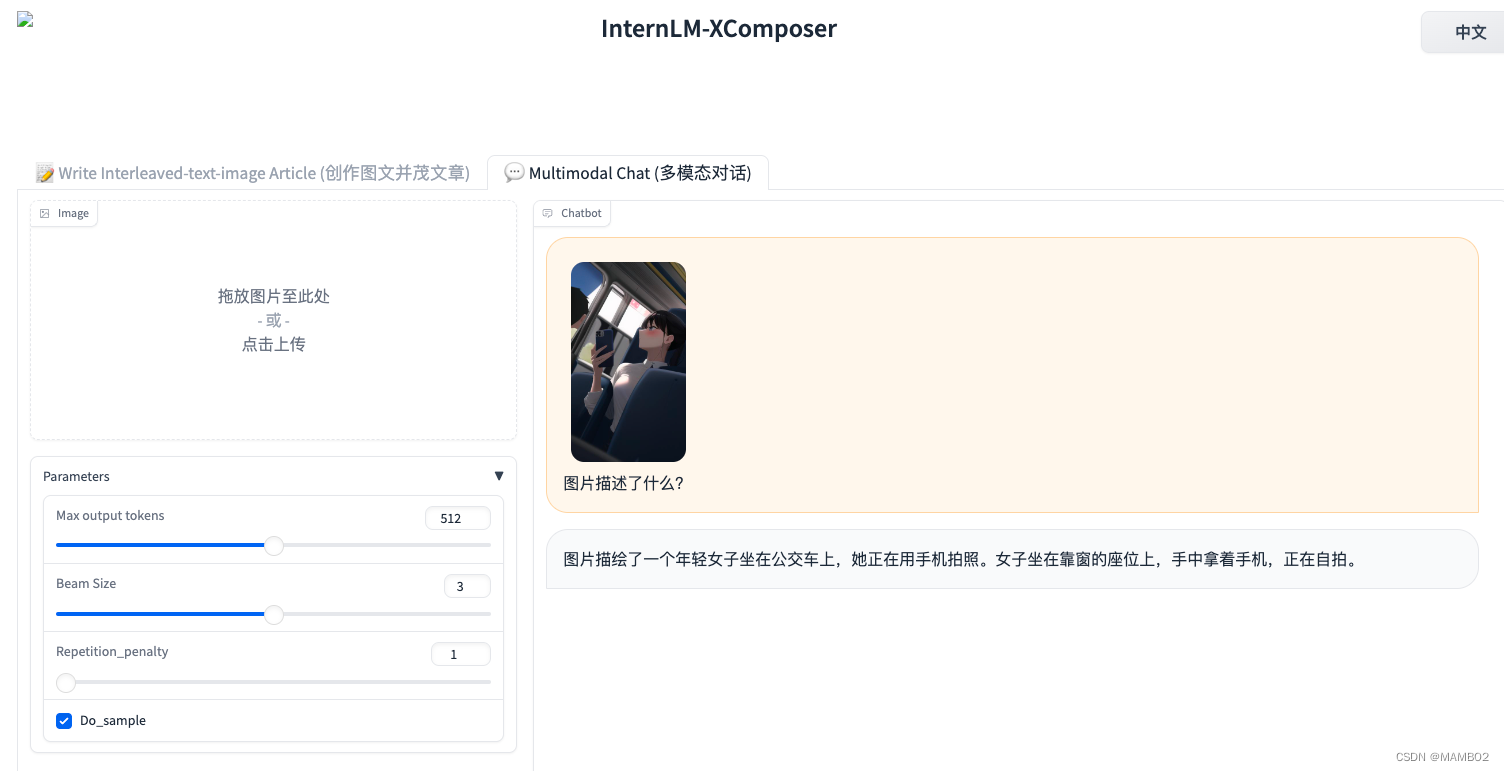 InternLM-XComposer
中文
Write Interleaved-text-image Article (创作图文并茂文章)
Multimodal Chat (多模态对话)
Image
拖放图片至此处
- 或 -
点击上传
Parameters
Max output tokens
512
Beam Size
3
Repetition_penalty
1
Do_sample
Chatbot
图片描述了什么?
图片描绘了一个年轻女子坐在公交车上，她正在用手机拍照。女子坐在靠窗的座位上，手中拿着手机，正在自拍。
CSDN @MAMBO2